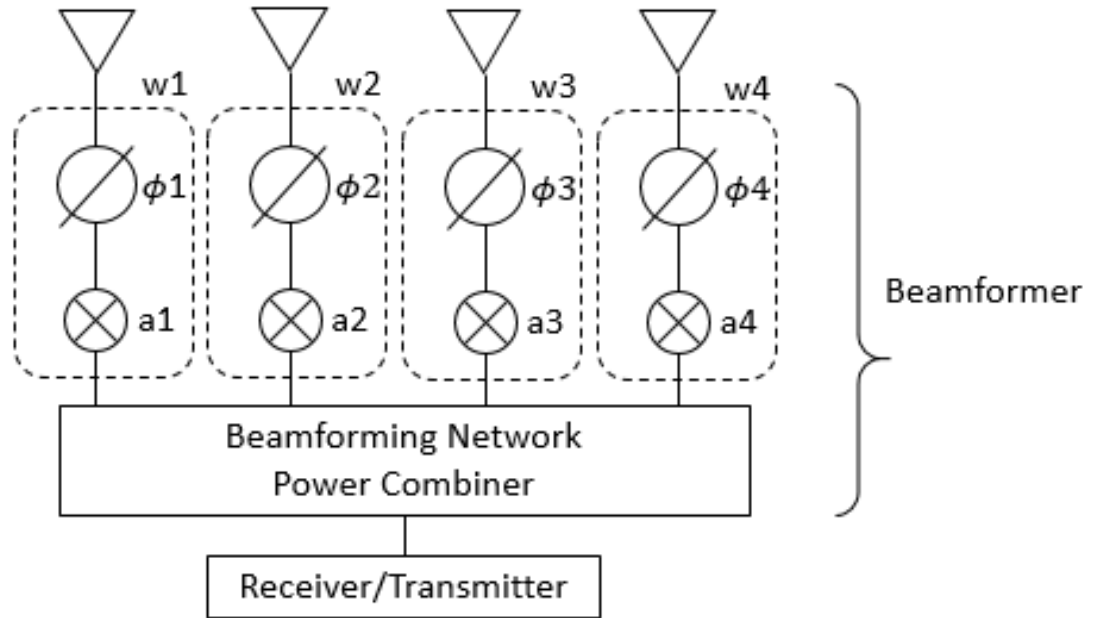 w1
w2
w3
w4
ϕ1
ϕ2
ϕ3
ϕ4
a1
a2
a3
a4
Beamformer
Beamforming Network
Power Combiner
Receiver/Transmitter